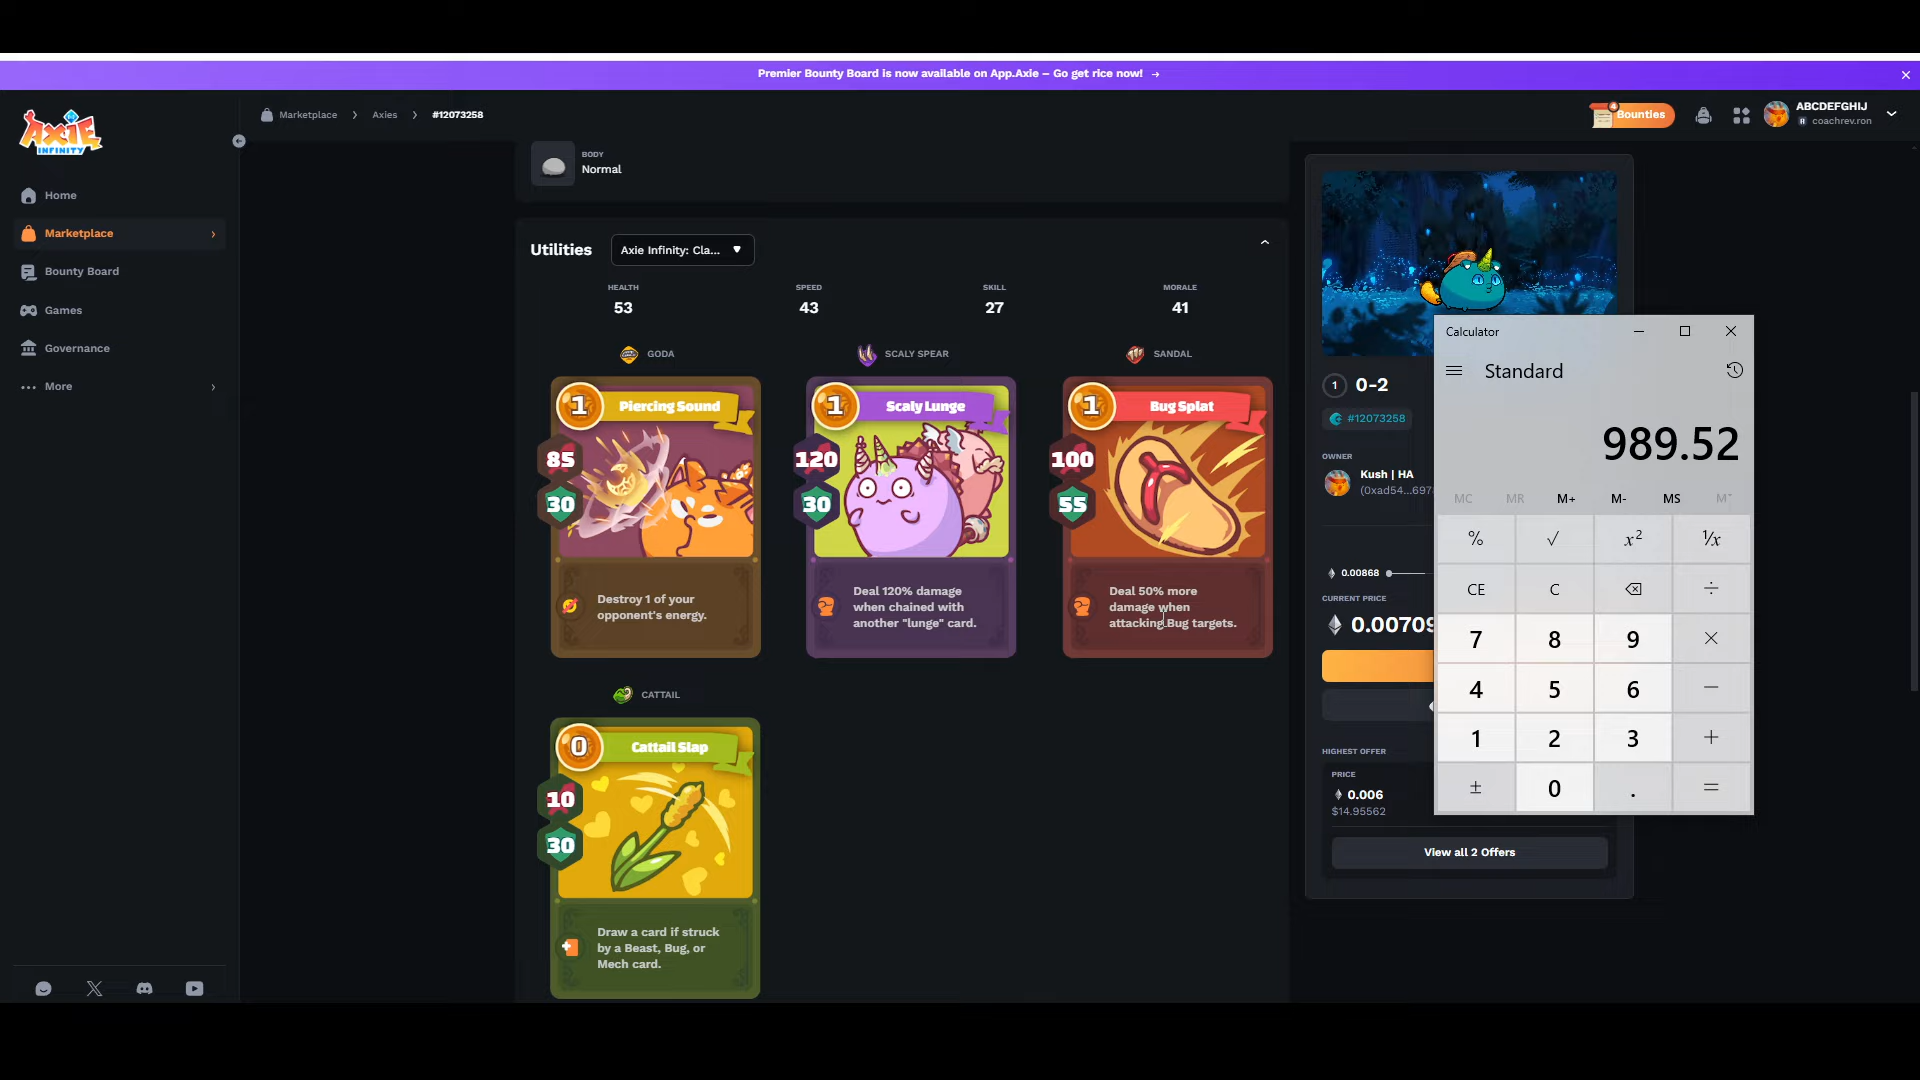 Premier Bounty Board is now available on App.Axie – Go get rice now! →
AXIE
INFINITY
Marketplace > Axies > #12073258
4
Bounties
ABCDEFGHIJ
coachrev.ron
Home
Marketplace
Bounty Board
Games
Governance
More
BODY
Normal
Utilities
Axie Infinity: Cla...
HEALTH
53
SPEED
43
SKILL
27
MORALE
41
GODA
1
Piercing Sound
85
30
Destroy 1 of your
opponent's energy.
SCALY SPEAR
1
Scaly Lunge
120
30
Deal 120% damage
when chained with
another "lunge" card.
SANDAL
1
Bug Splat
100
55
Deal 50% more
damage when
attacking Bug targets.
CATTAIL
0
Cattail Slap
10
30
Draw a card if struck
by a Beast, Bug, or
Mech card.
1 0-2
#12073258
OWNER
Kush | HA
(0xad54...697
0.00868
CURRENT PRICE
0.00709
HIGHEST OFFER
PRICE
0.006
$14.95562
View all 2 Offers
Calculator
Standard
989.52
MC MR M+ M- MS
% √ x² ¹/x
CE C ÷
7 8 9 ×
4 5 6 −
1 2 3 +
± 0 . =